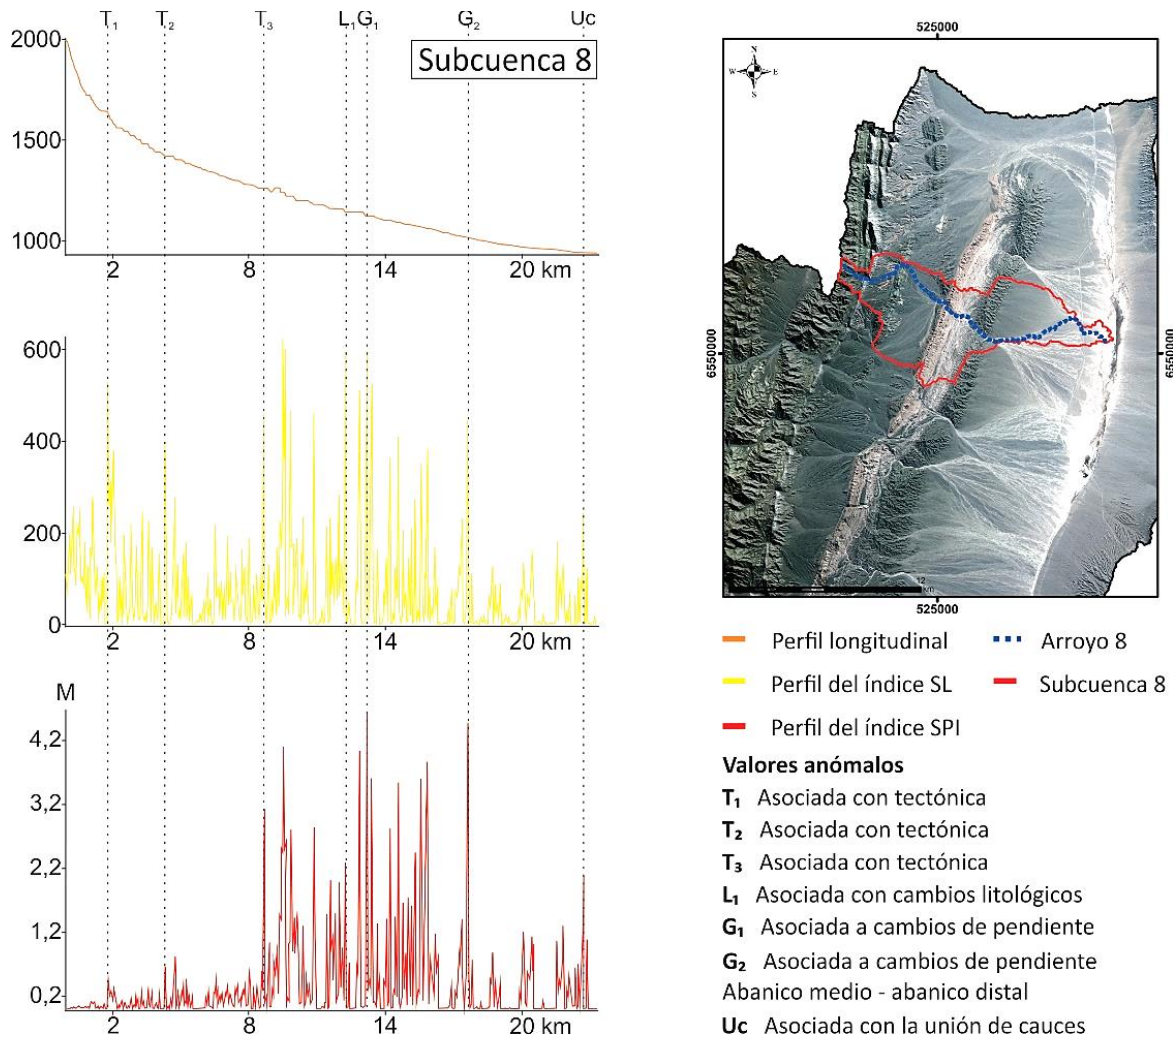 T₁ T₂ T₃ L₁ G₁ G₂ Uc
Subcuenca 8
2000
1500
1000
2 8 14 20 km
600
400
200
0
2 8 14 20 km
M
4,2
3,2
2,2
1,2
0,2
2 8 14 20 km
525000
N
W E
S
6550000
6550000
525000
Perfil longitudinal
Arroyo 8
Perfil del índice SL
Subcuenca 8
Perfil del índice SPI
Valores anómalos
T₁ Asociada con tectónica
T₂ Asociada con tectónica
T₃ Asociada con tectónica
L₁ Asociada con cambios litológicos
G₁ Asociada a cambios de pendiente
G₂ Asociada a cambios de pendiente
Abanico medio - abanico distal
Uc Asociada con la unión de cauces